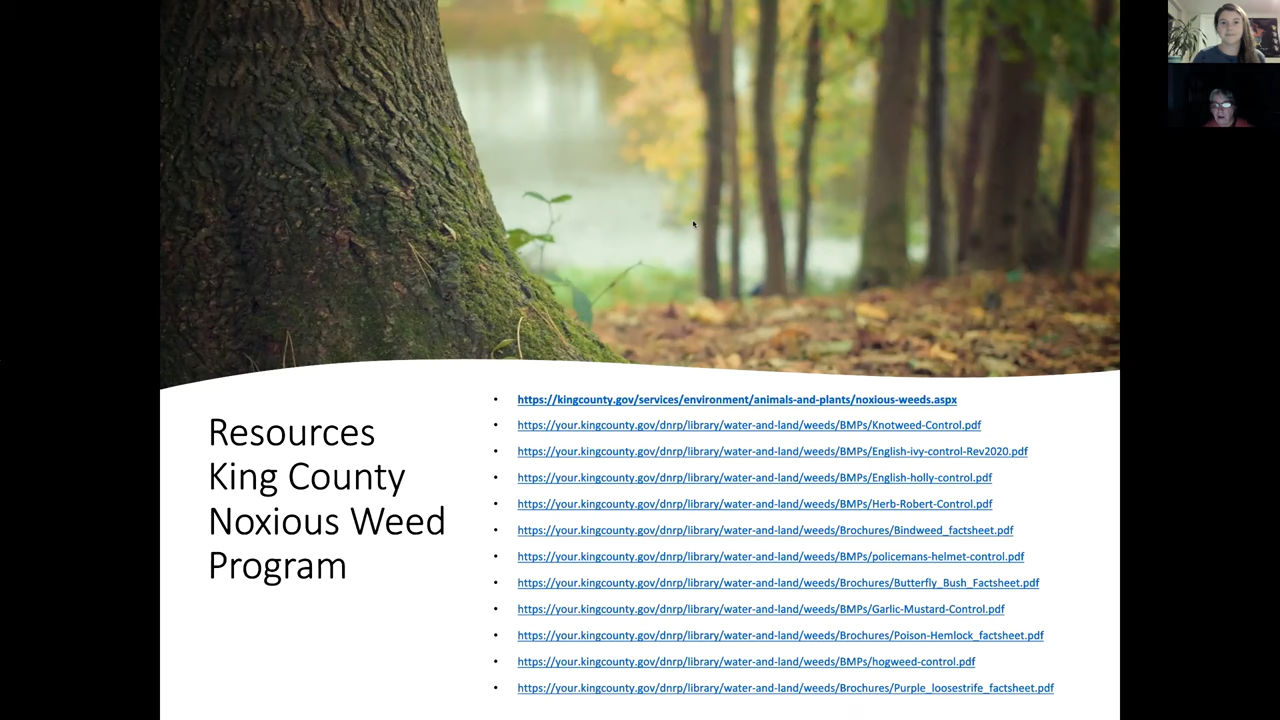 Resources
King County
Noxious Weed
Program
• https://kingcounty.gov/services/environment/animals-and-plants/noxious-weeds.aspx
• https://your.kingcounty.gov/dnrp/library/water-and-land/weeds/BMPs/Knotweed-Control.pdf
• https://your.kingcounty.gov/dnrp/library/water-and-land/weeds/BMPs/English-ivy-control-Rev2020.pdf
• https://your.kingcounty.gov/dnrp/library/water-and-land/weeds/BMPs/English-holly-control.pdf
• https://your.kingcounty.gov/dnrp/library/water-and-land/weeds/BMPs/Herb-Robert-Control.pdf
• https://your.kingcounty.gov/dnrp/library/water-and-land/weeds/Brochures/Bindweed_factsheet.pdf
• https://your.kingcounty.gov/dnrp/library/water-and-land/weeds/BMPs/policemans-helmet-control.pdf
• https://your.kingcounty.gov/dnrp/library/water-and-land/weeds/Brochures/Butterfly_Bush_Factsheet.pdf
• https://your.kingcounty.gov/dnrp/library/water-and-land/weeds/BMPs/Garlic-Mustard-Control.pdf
• https://your.kingcounty.gov/dnrp/library/water-and-land/weeds/Brochures/Poison-Hemlock_factsheet.pdf
• https://your.kingcounty.gov/dnrp/library/water-and-land/weeds/BMPs/hogweed-control.pdf
• https://your.kingcounty.gov/dnrp/library/water-and-land/weeds/Brochures/Purple_loosestrife_factsheet.pdf